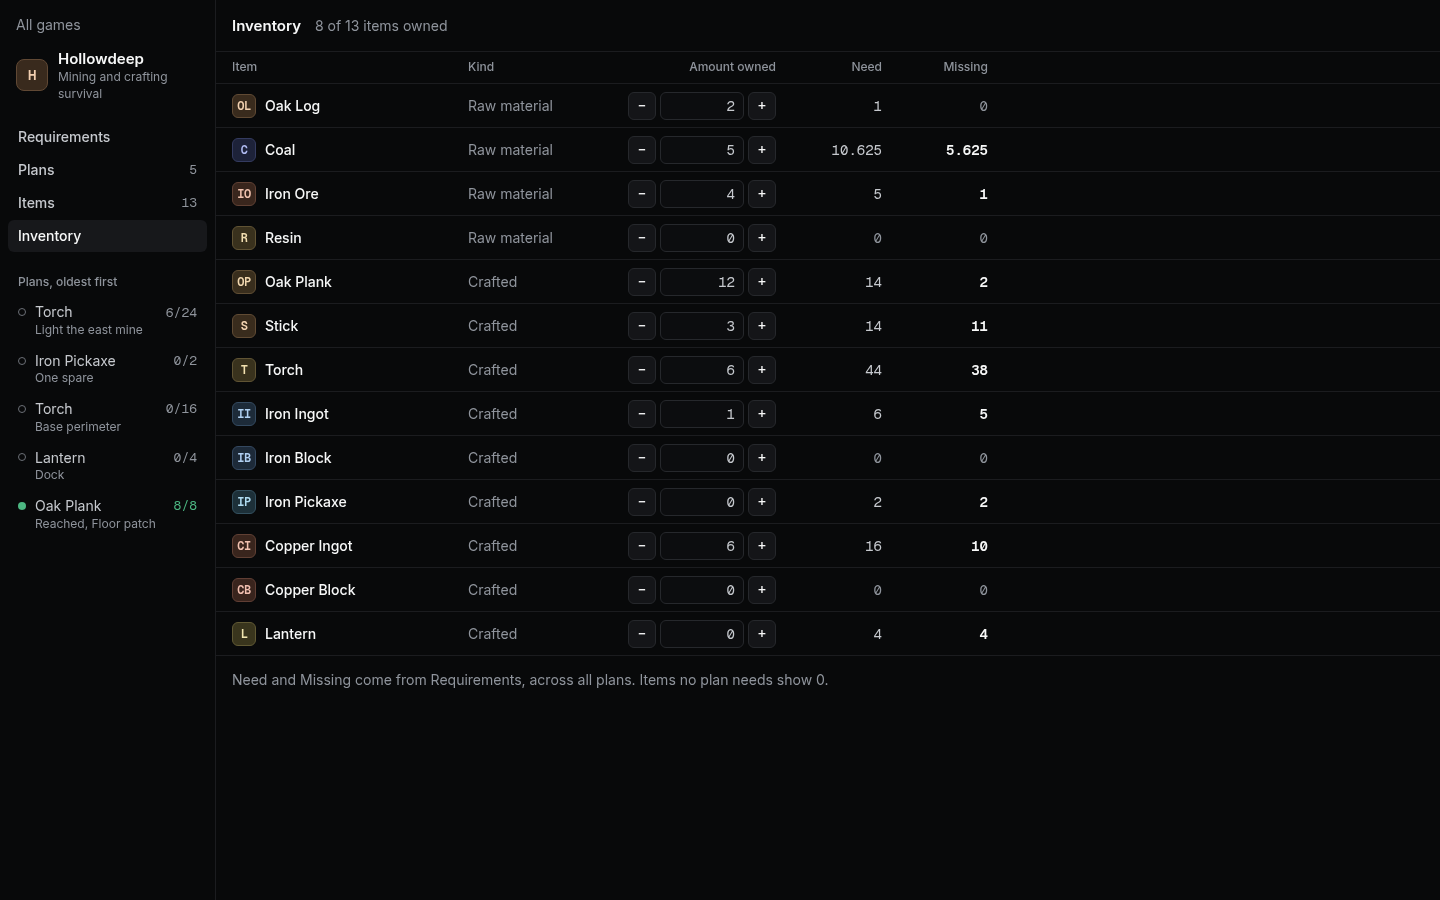 All games
H
Hollowdeep
Mining and crafting
survival
Requirements
Plans 5
Items 13
Inventory
Plans, oldest first
Torch 6/24
Light the east mine
Iron Pickaxe 0/2
One spare
Torch 0/16
Base perimeter
Lantern 0/4
Dock
Oak Plank 8/8
Reached, Floor patch
Inventory 8 of 13 items owned
Item Kind Amount owned Need Missing
OL Oak Log Raw material − 2 + 1 0
C Coal Raw material − 5 + 10.625 5.625
IO Iron Ore Raw material − 4 + 5 1
R Resin Raw material − 0 + 0 0
OP Oak Plank Crafted − 12 + 14 2
S Stick Crafted − 3 + 14 11
T Torch Crafted − 6 + 44 38
II Iron Ingot Crafted − 1 + 6 5
IB Iron Block Crafted − 0 + 0 0
IP Iron Pickaxe Crafted − 0 + 2 2
CI Copper Ingot Crafted − 6 + 16 10
CB Copper Block Crafted − 0 + 0 0
L Lantern Crafted − 0 + 4 4
Need and Missing come from Requirements, across all plans. Items no plan needs show 0.